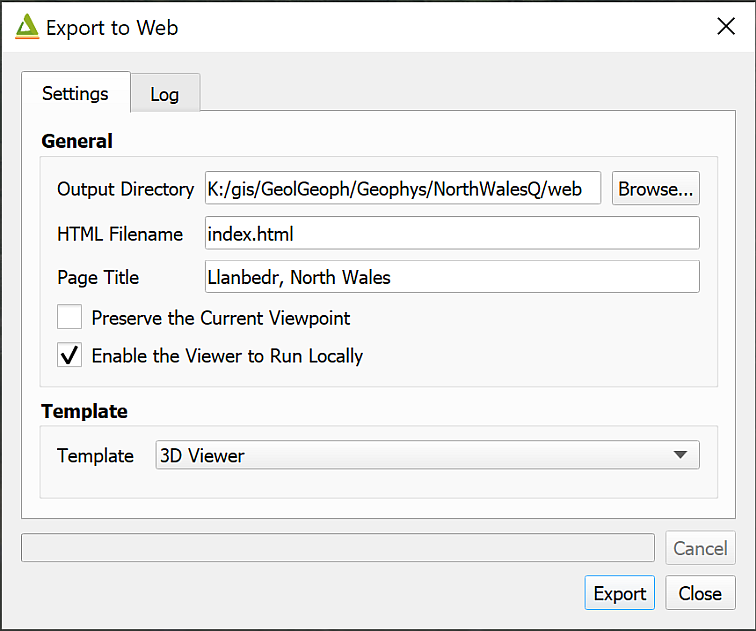 Export to Web
Settings Log
General
Output Directory K:/gis/GeolGeoph/Geophys/NorthWalesQ/web Browse...
HTML Filename index.html
Page Title Llanbedr, North Wales
Preserve the Current Viewpoint
Enable the Viewer to Run Locally
Template
Template 3D Viewer
Cancel
Export Close